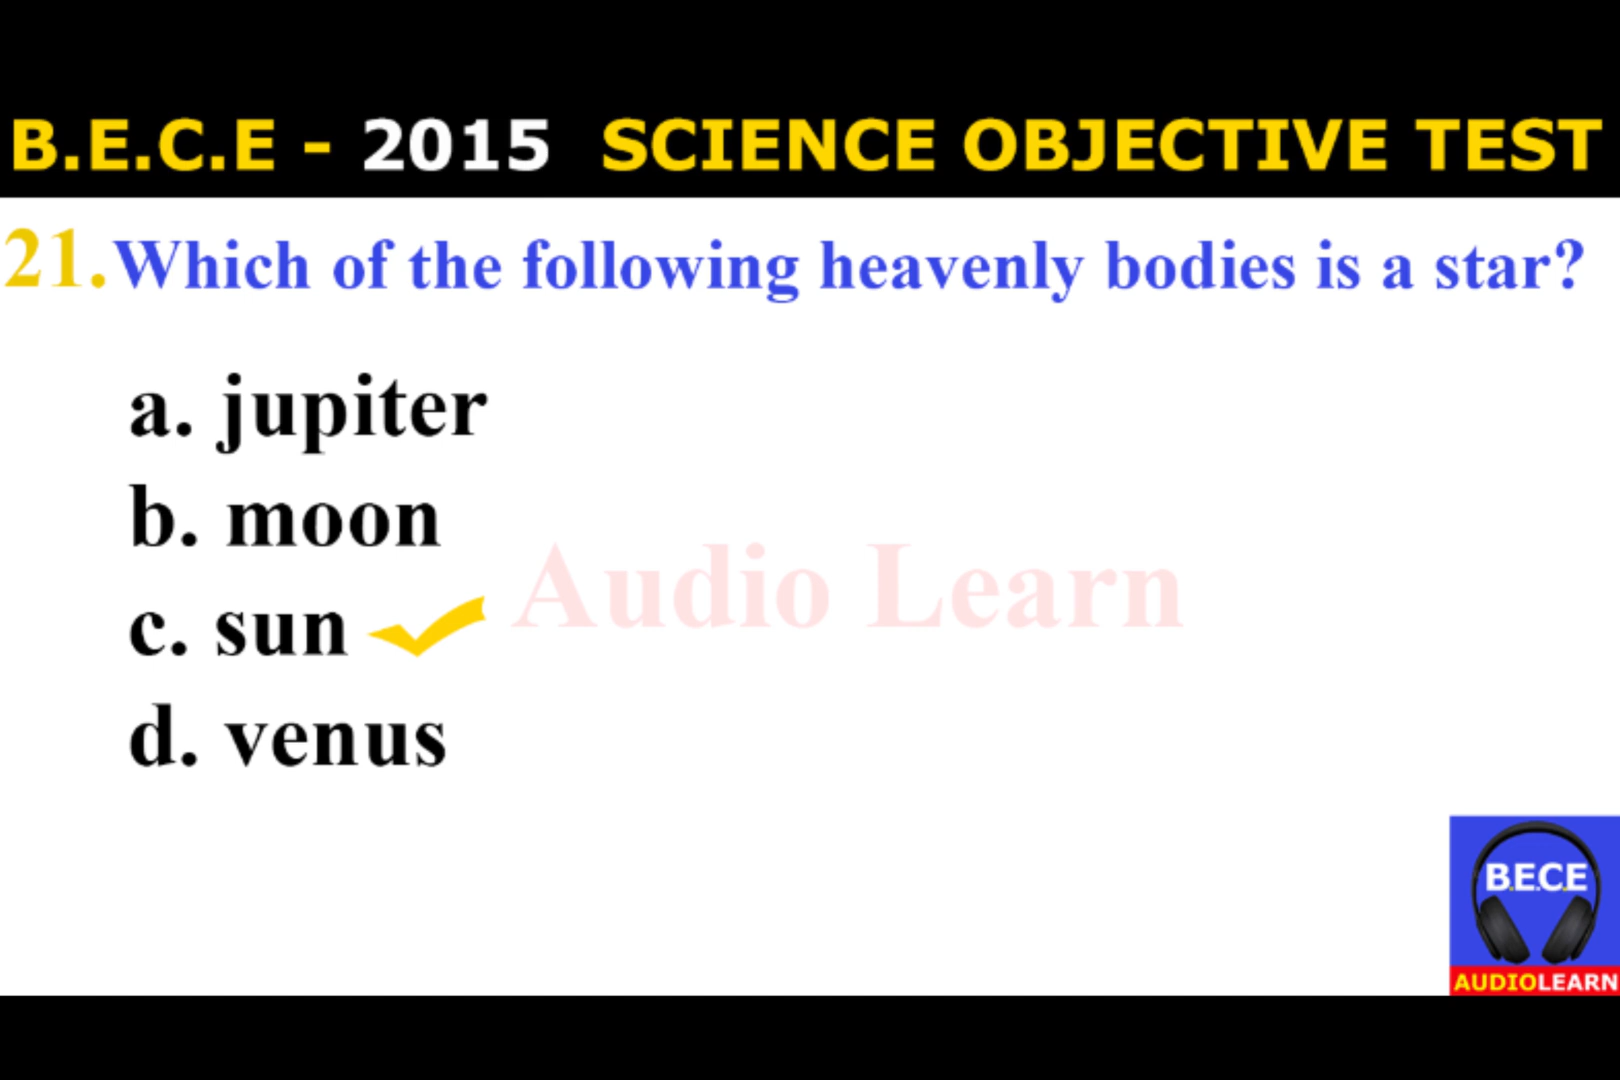 B.E.C.E - 2015 SCIENCE OBJECTIVE TEST
21. Which of the following heavenly bodies is a star?
a. jupiter
b. moon
c. sun
d. venus
Audio Learn
B.E.C.E
AUDIOLEARN